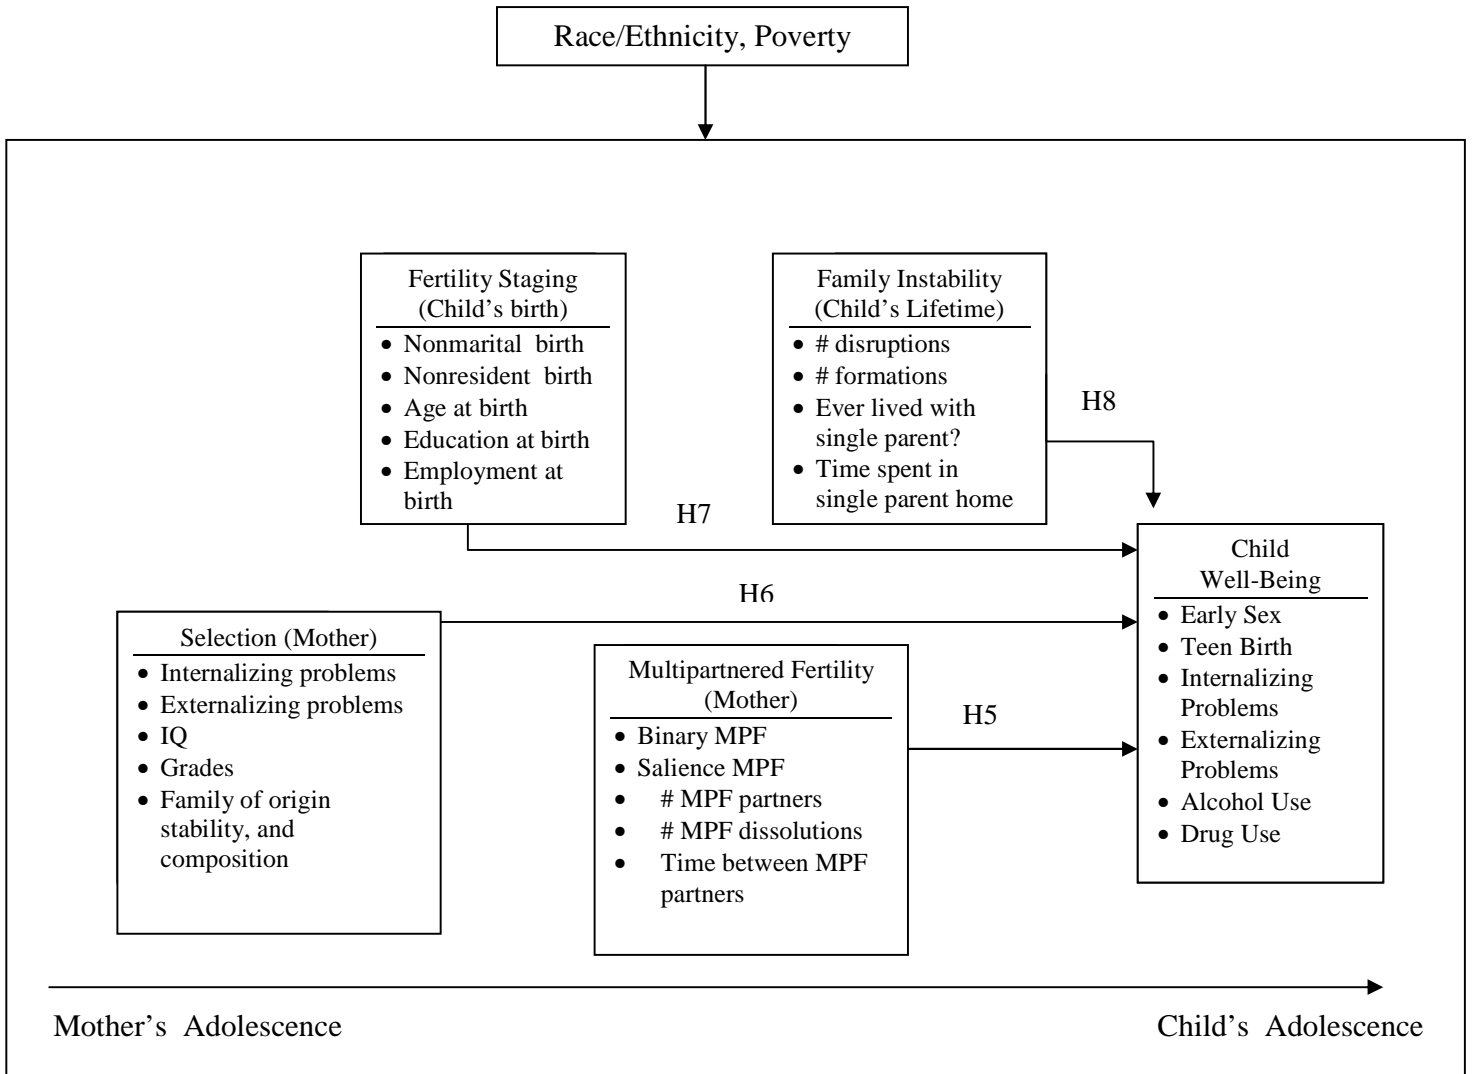 Race/Ethnicity, Poverty
Fertility Staging
(Child's birth)
• Nonmarital birth
• Nonresident birth
• Age at birth
• Education at birth
• Employment at
birth
Family Instability
(Child's Lifetime)
• # disruptions
• # formations
• Ever lived with
single parent?
• Time spent in
single parent home
H8
H7
H6
Selection (Mother)
• Internalizing problems
• Externalizing problems
• IQ
• Grades
• Family of origin
stability, and
composition
Multipartnered Fertility
(Mother)
• Binary MPF
• Salience MPF
• # MPF partners
• # MPF dissolutions
• Time between MPF
partners
H5
Child
Well-Being
• Early Sex
• Teen Birth
• Internalizing
Problems
• Externalizing
Problems
• Alcohol Use
• Drug Use
Mother's Adolescence
Child's Adolescence